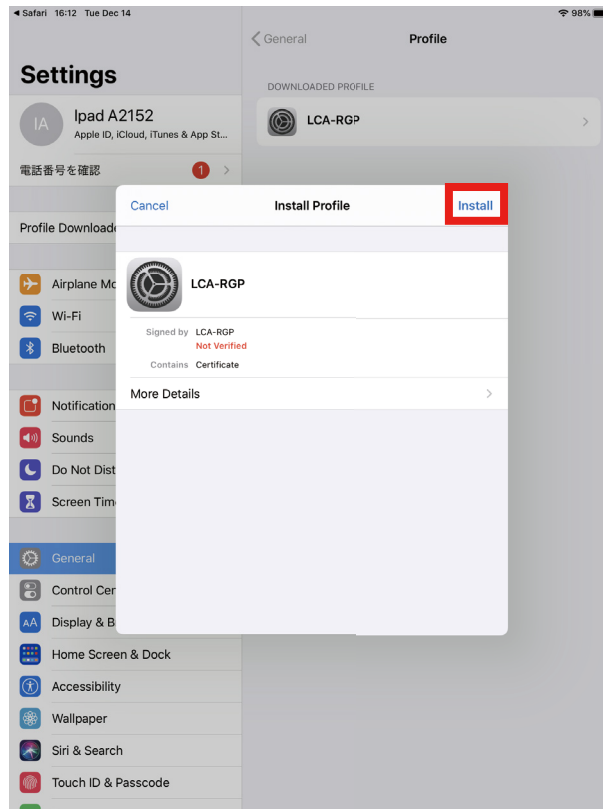 ◀ Safari 16:12 Tue Dec 14
98%
General
Profile
Settings
DOWNLOADED PROFILE
IA
Ipad A2152
Apple ID, iCloud, iTunes & App St...
LCA-RGP
電話番号を確認
1
Cancel
Install Profile
Install
Profile Downloade
LCA-RGP
Airplane Mo
Wi-Fi
Signed by LCA-RGP
Not Verified
Bluetooth
Contains Certificate
More Details
Notification
Sounds
Do Not Dist
Screen Tim
General
Control Cen
AA
Display & B
Home Screen & Dock
Accessibility
Wallpaper
Siri & Search
Touch ID & Passcode